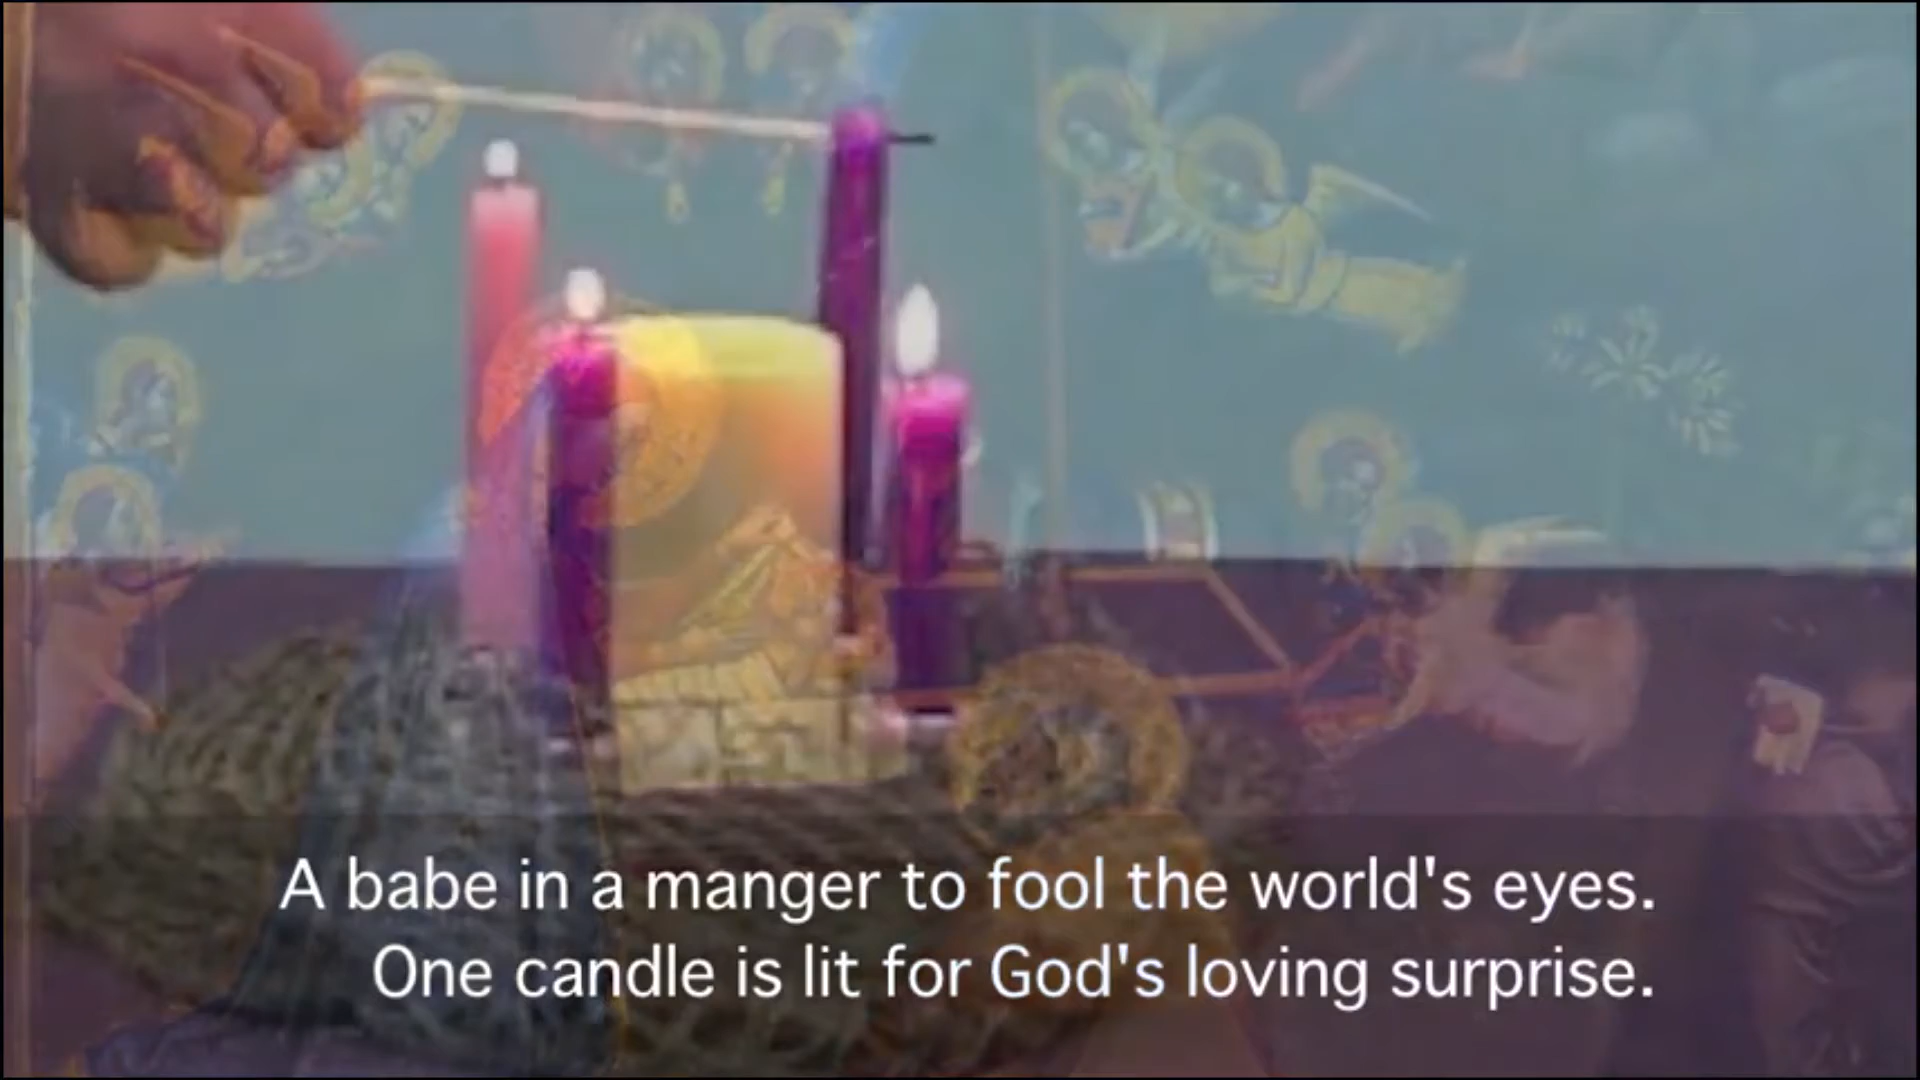 A babe in a manger to fool the world's eyes.
One candle is lit for God's loving surprise.